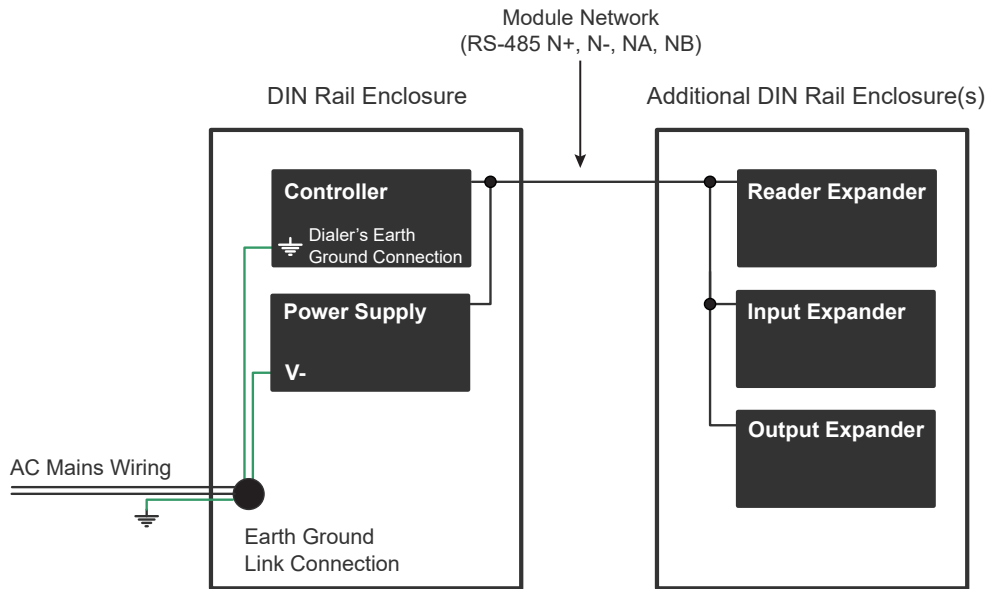 Module Network
(RS-485 N+, N-, NA, NB)
DIN Rail Enclosure
Additional DIN Rail Enclosure(s)
Controller
Dialer’s Earth
Ground Connection
Power Supply
V-
Reader Expander
Input Expander
Output Expander
AC Mains Wiring
Earth Ground
Link Connection